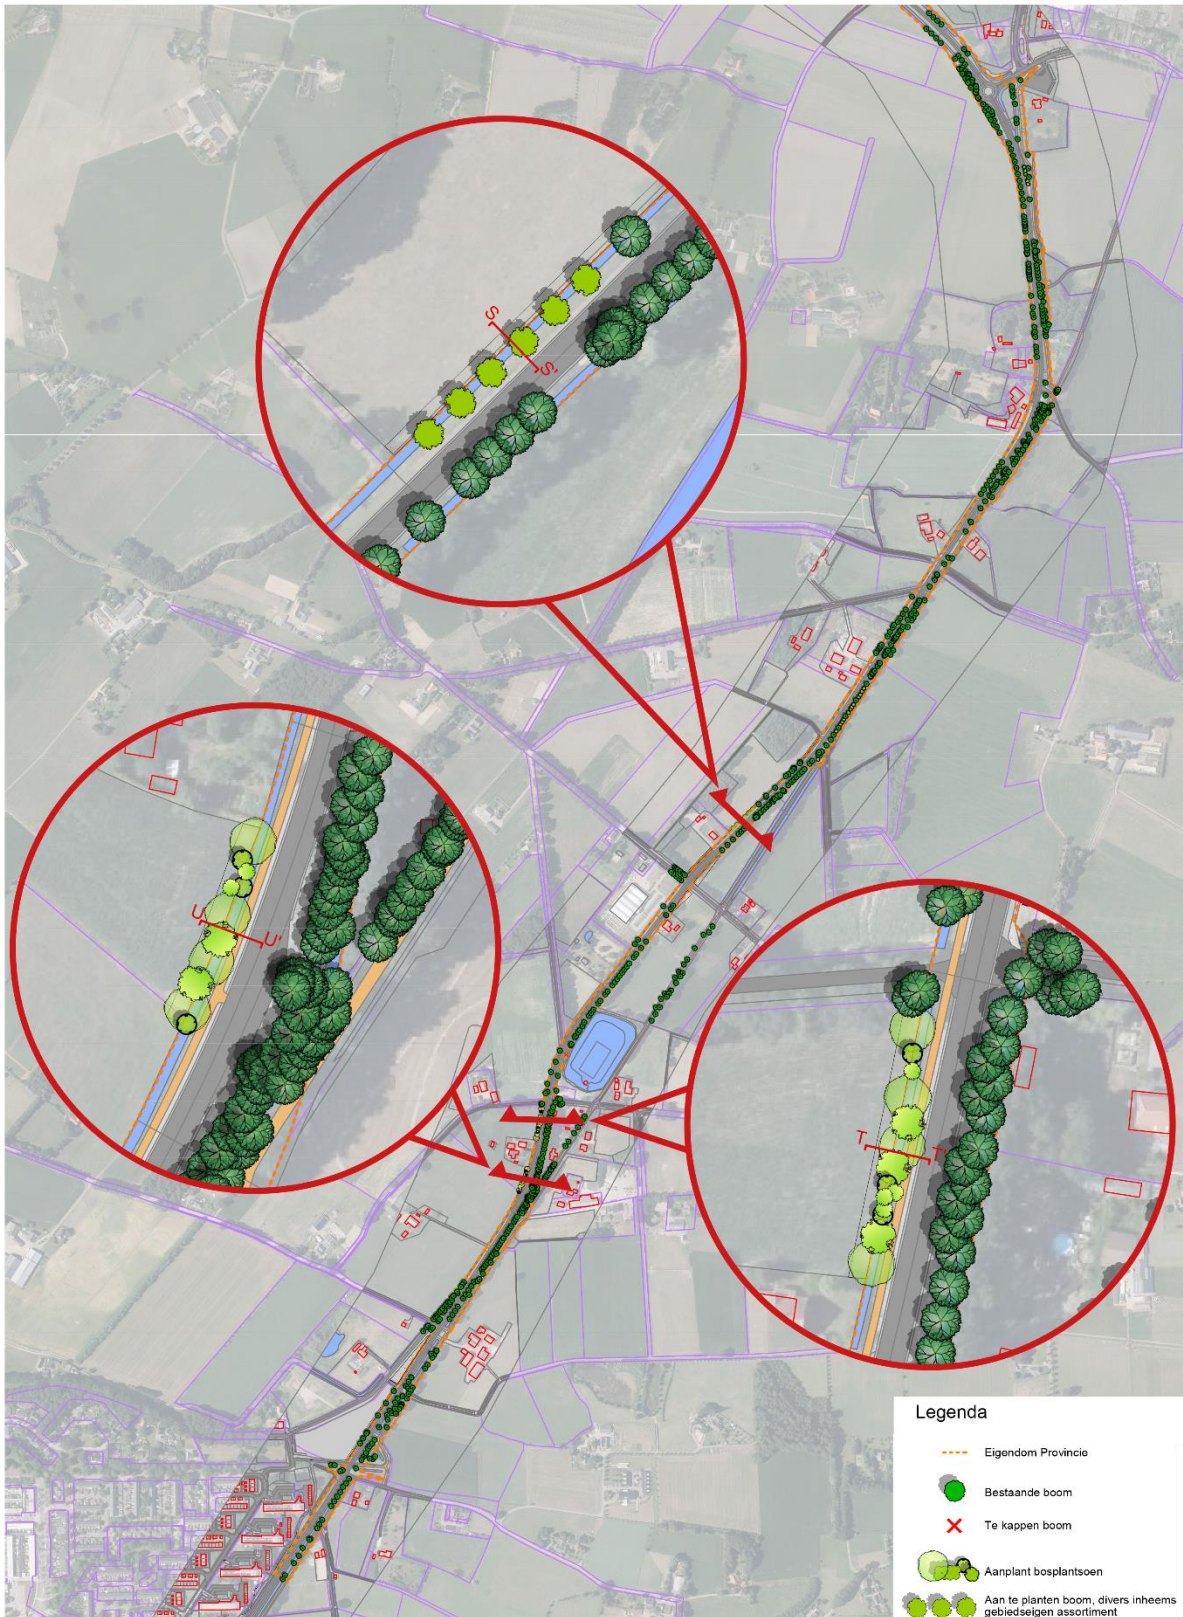 S
S'
U
U'
T
T'
Legenda
Eigendom Provincie
Bestaande boom
Te kappen boom
Aanplant bosplantsoen
Aan te planten boom, divers inheems
gebiedseigen assortiment